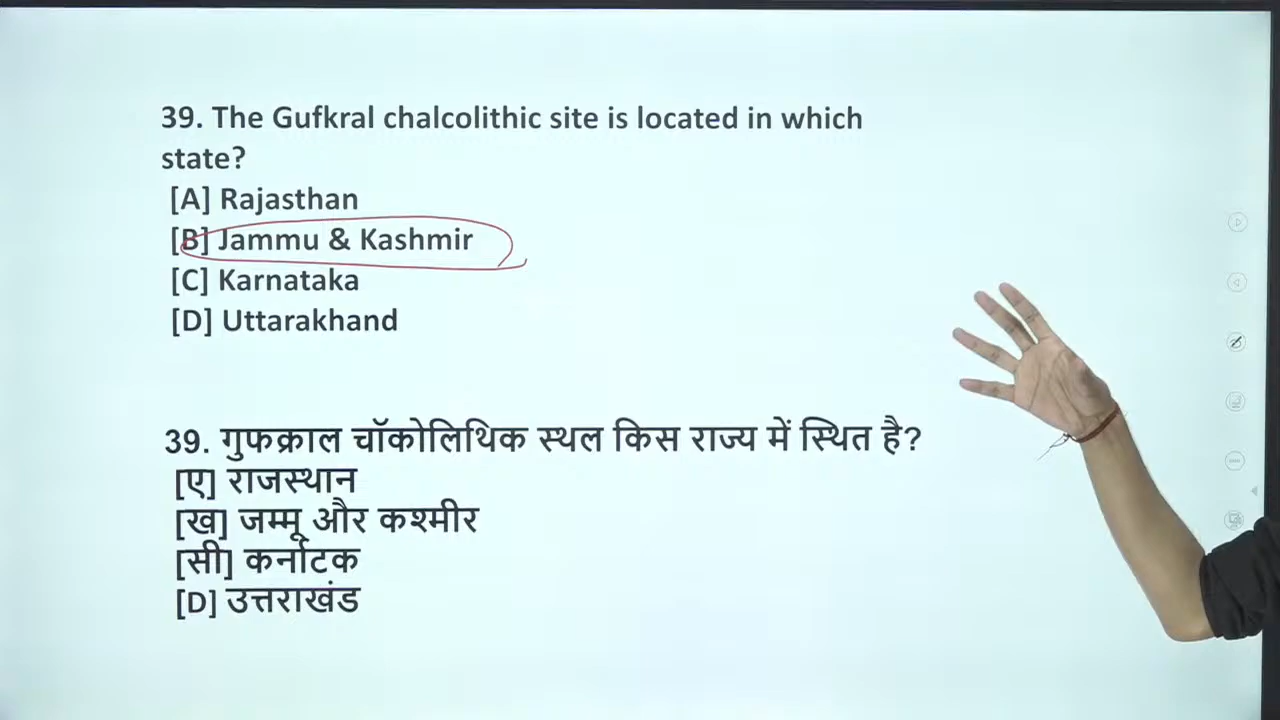 39. The Gufkral chalcolithic site is located in which
state?
[A] Rajasthan
[B] Jammu & Kashmir
[C] Karnataka
[D] Uttarakhand
39. गुफक्राल चॉकोलिथिक स्थल किस राज्य में स्थित है?
[ए] राजस्थान
[ख] जम्मू और कश्मीर
[सी] कर्नाटक
[D] उत्तराखंड